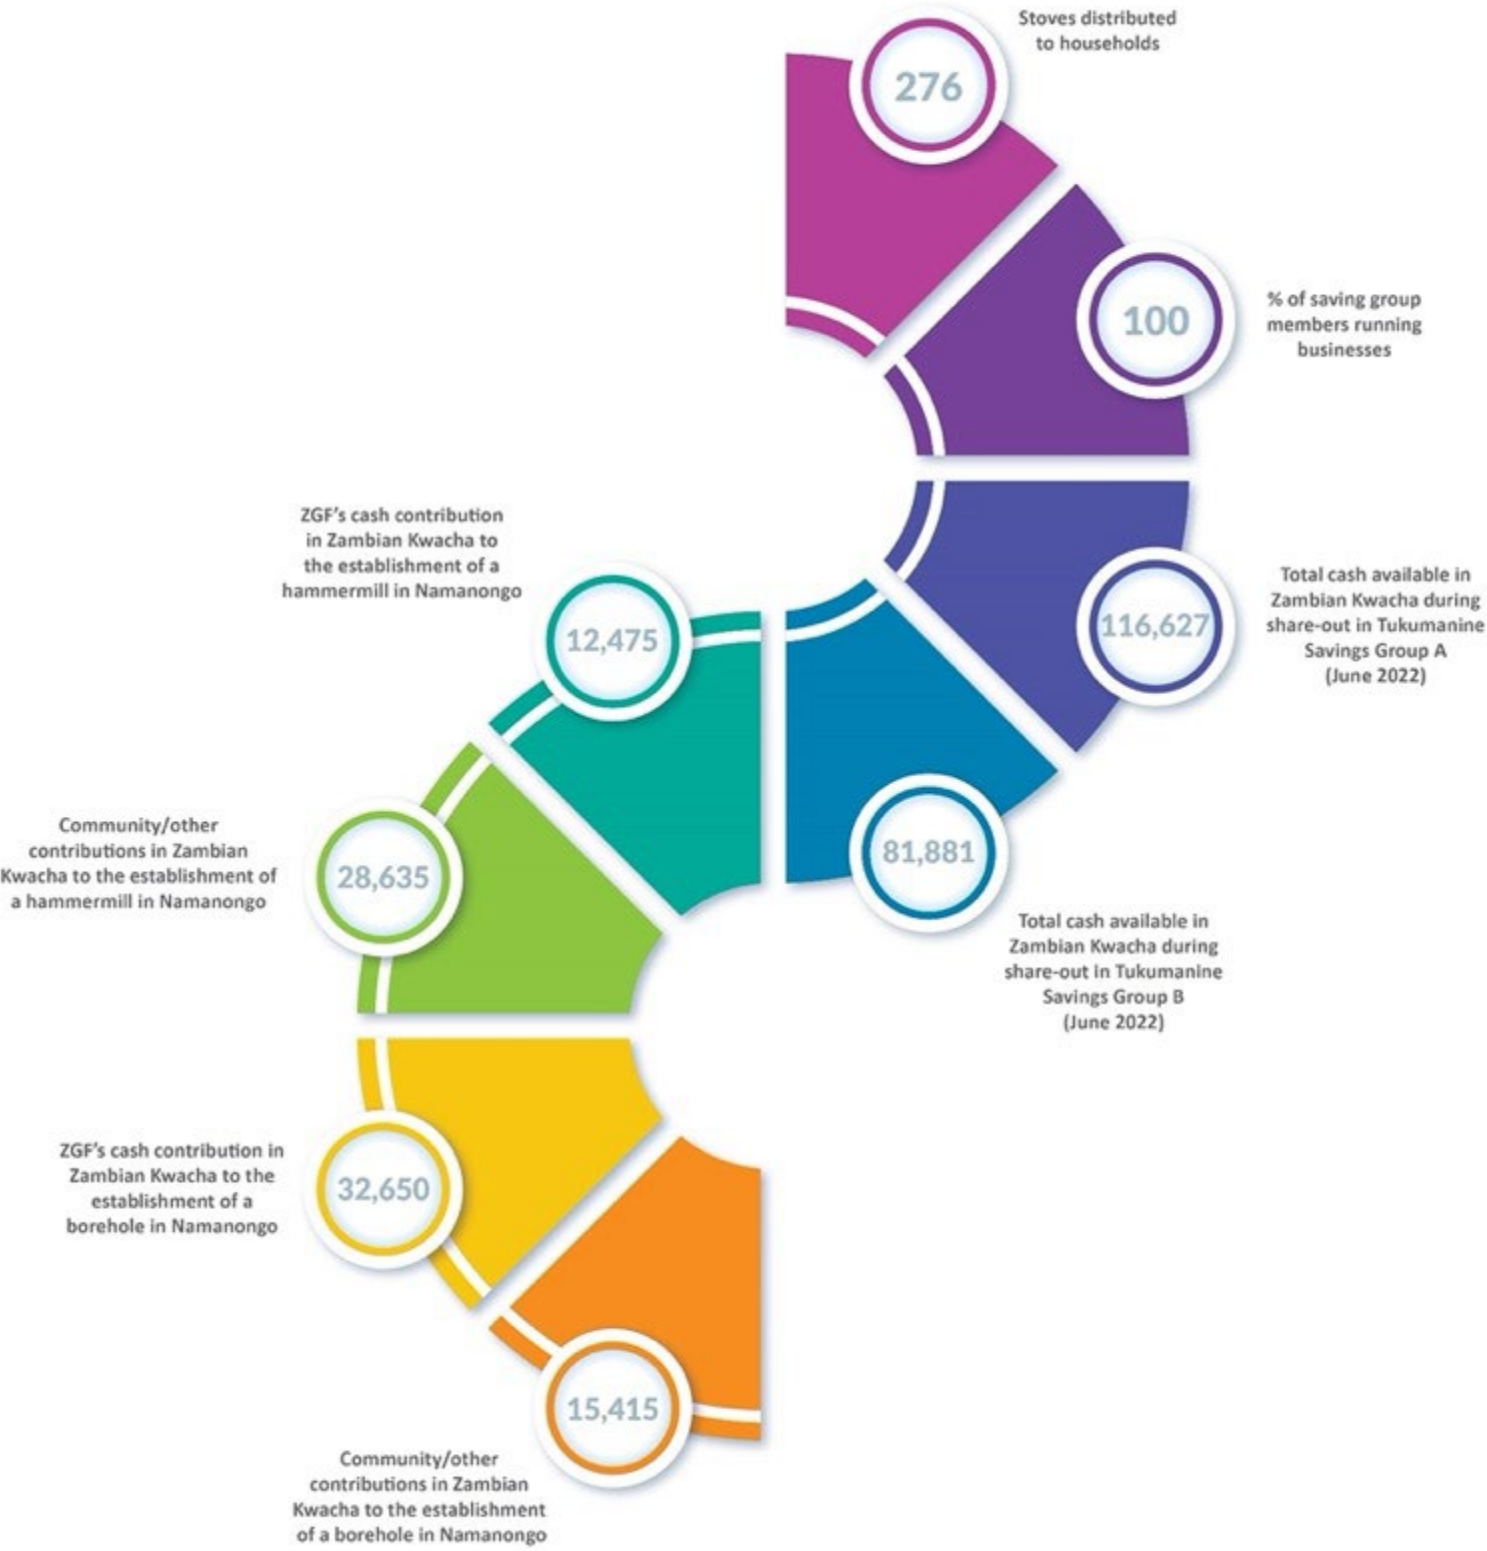 Stoves distributed
to households
276
100
% of saving group
members running
businesses
116,627
Total cash available in
Zambian Kwacha during
share-out in Tukumanine
Savings Group A
(June 2022)
81,881
Total cash available in
Zambian Kwacha during
share-out in Tukumanine
Savings Group B
(June 2022)
ZGF’s cash contribution
in Zambian Kwacha to
the establishment of a
hammermill in Namanongo
12,475
Community/other
contributions in Zambian
Kwacha to the establishment of
a hammermill in Namanongo
28,635
ZGF’s cash contribution in
Zambian Kwacha to the
establishment of a
borehole in Namanongo
32,650
15,415
Community/other
contributions in Zambian
Kwacha to the establishment
of a borehole in Namanongo